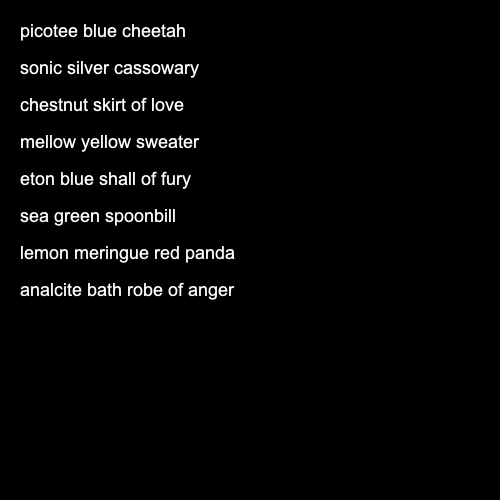 picotee blue cheetah
sonic silver cassowary
chestnut skirt of love
mellow yellow sweater
eton blue shall of fury
sea green spoonbill
lemon meringue red panda
analcite bath robe of anger